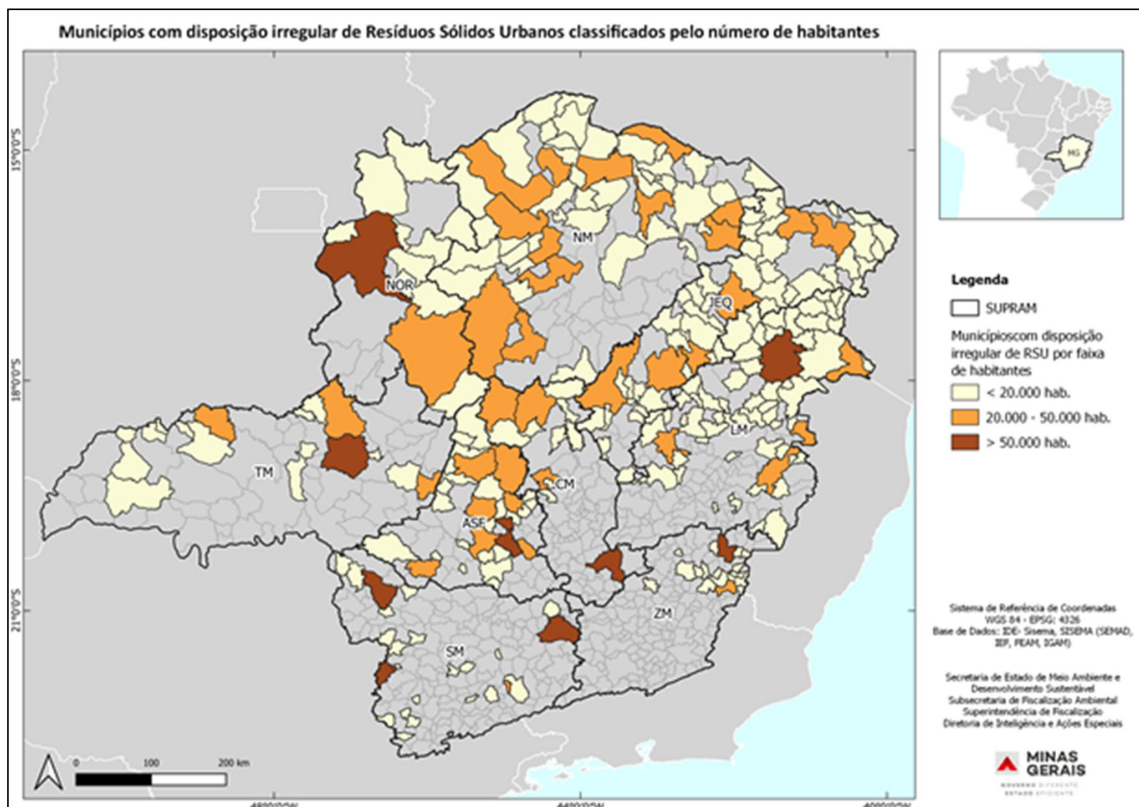 Municípios com disposição irregular de Resíduos Sólidos Urbanos classificados pelo número de habitantes
15°0'0"S
18°0'0"S
21°0'0"S
NM
NOR
JEQ
LM
TM
CM
ASF
ZM
SM
0 100 200 km
MG
Legenda
SUPRAM
Municípioscom disposição
irregular de RSU por faixa
de habitantes
< 20.000 hab.
20.000 - 50.000 hab.
> 50.000 hab.
Sistema de Referência de Coordenadas
WGS 84 - EPSG: 4326
Base de Dados: IDE- Sisema, SISEMA (SEMAD,
IEF, FEAM, IGAM)
Secretaria de Estado de Meio Ambiente e
Desenvolvimento Sustentável
Subsecretaria de Fiscalização Ambiental
Superintendência de Fiscalização
Diretoria de Inteligência e Ações Especiais
MINAS
GERAIS
GOVERNO DIFERENTE
ESTADO EFICIENTE.